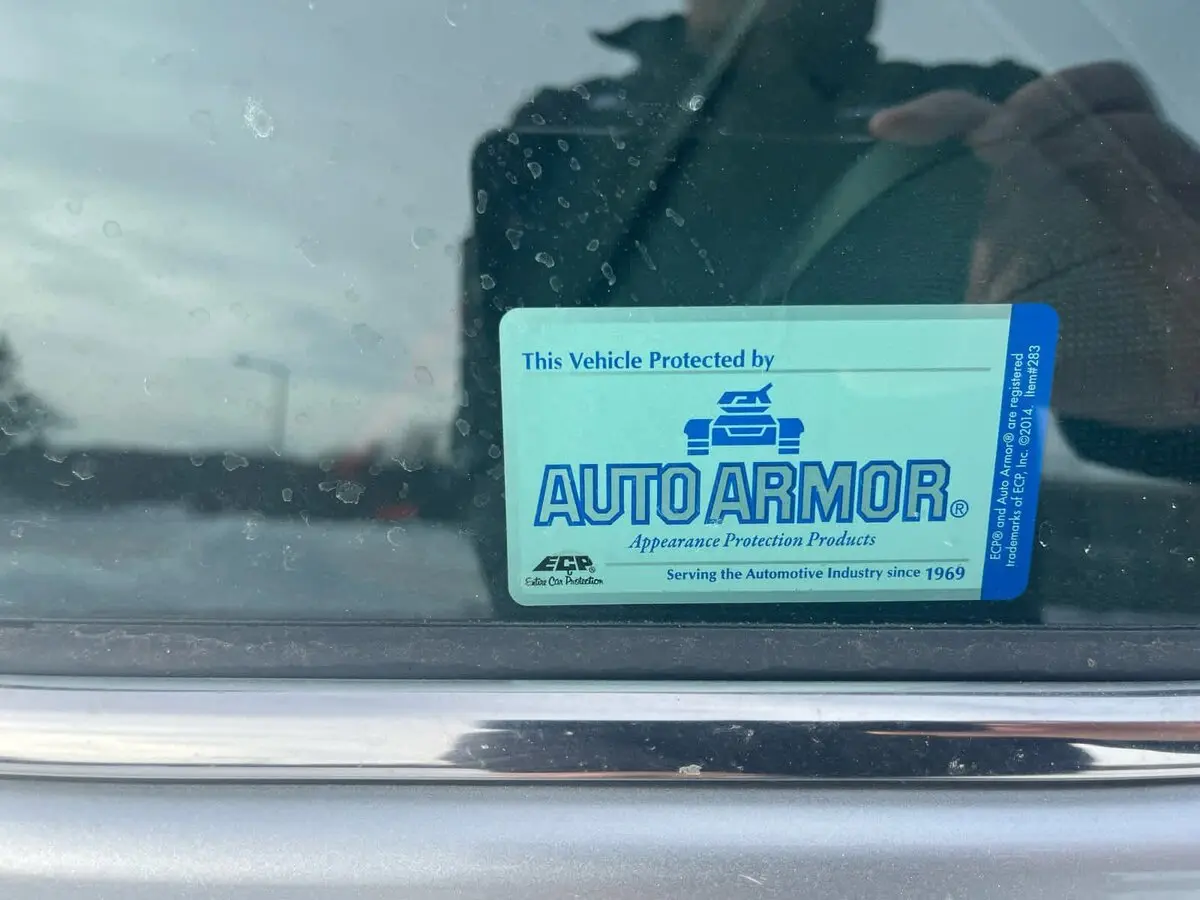 This Vehicle Protected by
AUTO ARMOR®
Appearance Protection Products
ECP®
Entire Car Protection
Serving the Automotive Industry since 1969
ECP® and Auto Armor® are registered
trademarks of ECP, Inc. ©2014. Item#283